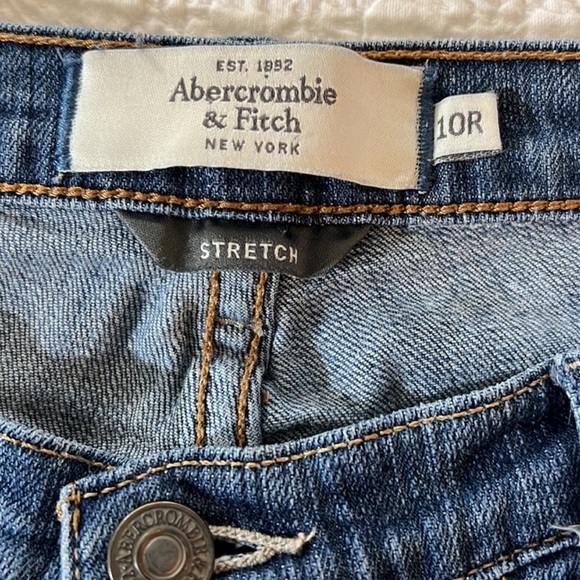 EST. 1892
Abercrombie
& Fitch
NEW YORK
10R
STRETCH
ABERCROMBIE